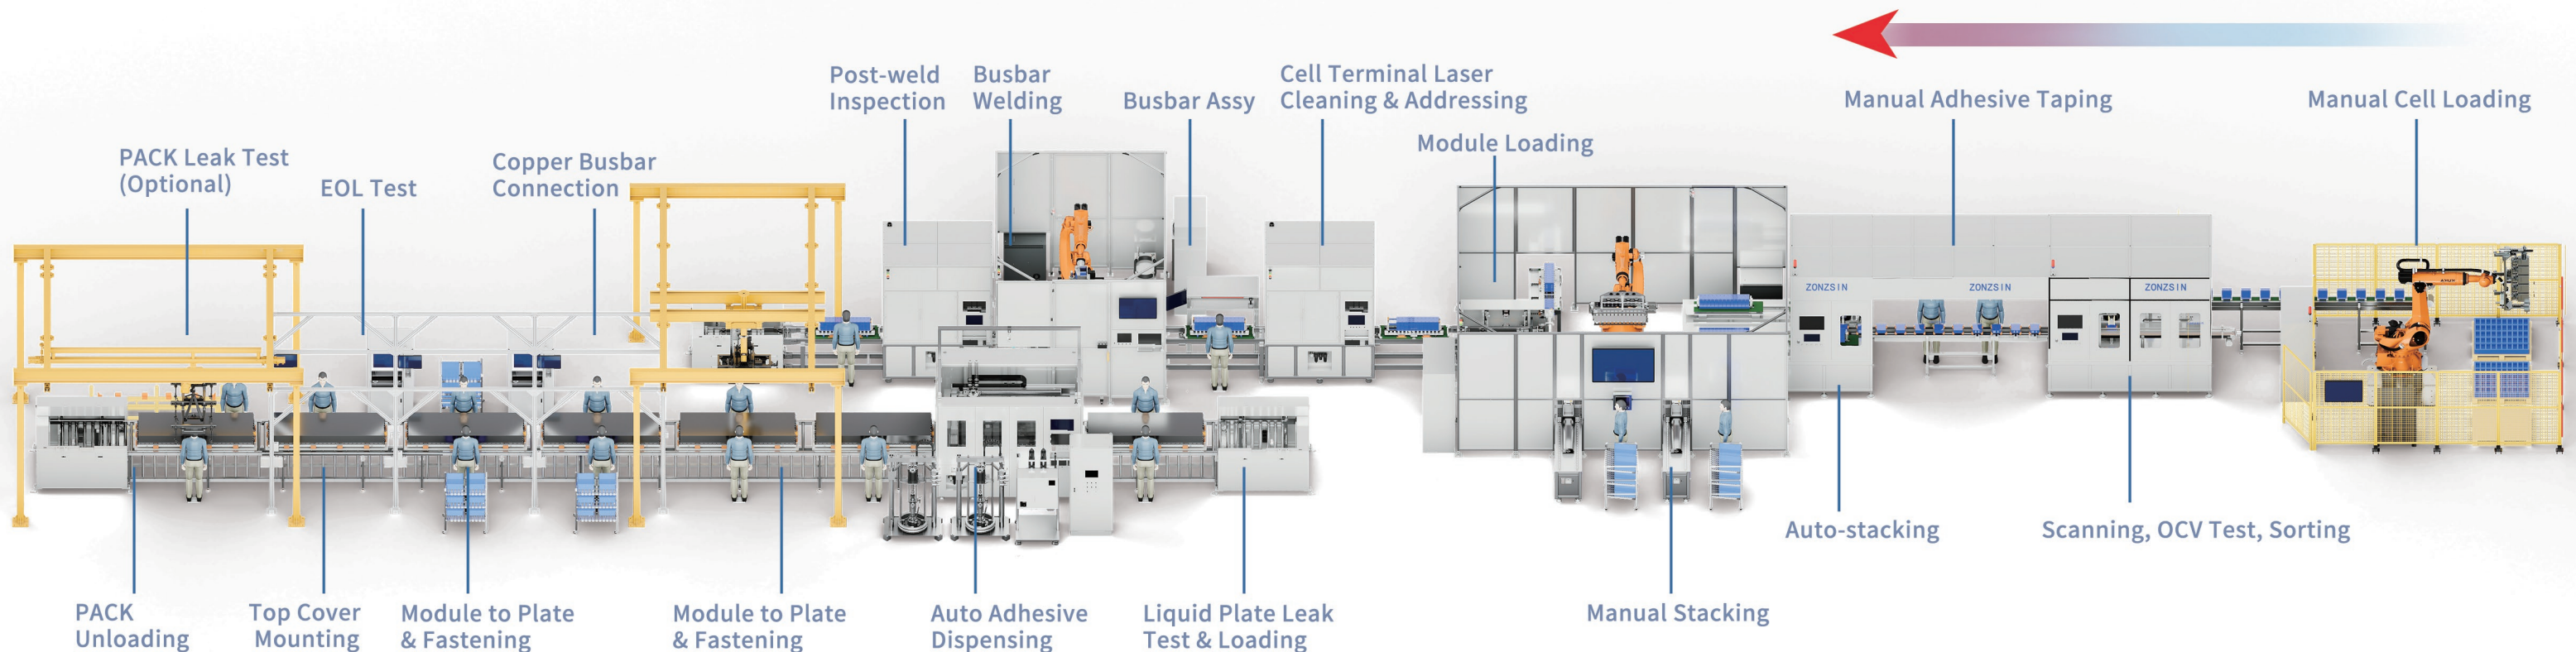 Post-weld
Inspection
Busbar
Welding
Busbar Assy
Cell Terminal Laser
Cleaning & Addressing
Module Loading
Manual Adhesive Taping
Manual Cell Loading
PACK Leak Test
(Optional)
EOL Test
Copper Busbar
Connection
ZONZSIN
ZONZSIN
ZONZSIN
Auto-stacking
Scanning, OCV Test, Sorting
PACK
Unloading
Top Cover
Mounting
Module to Plate
& Fastening
Module to Plate
& Fastening
Auto Adhesive
Dispensing
Liquid Plate Leak
Test & Loading
Manual Stacking